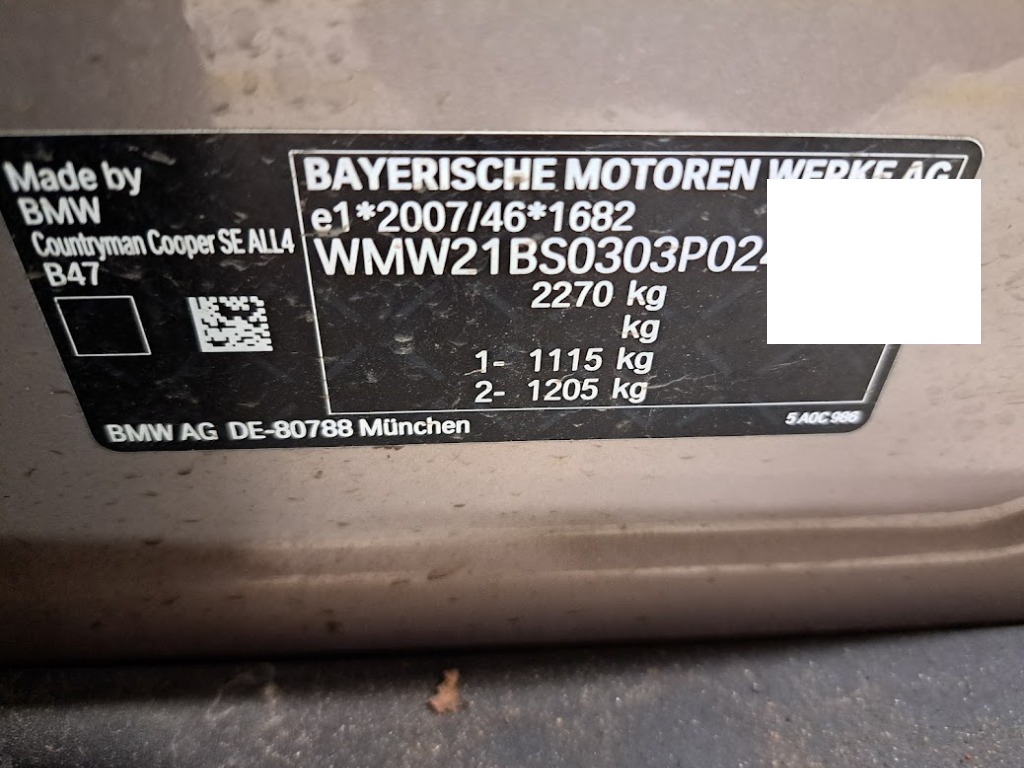 Made by
BMW
Countryman Cooper SE ALL4
B47
BAYERISCHE MOTOREN WERKE AG
e1*2007/46*1682
WMW21BS0303P02
2270 kg
kg
1- 1115 kg
2- 1205 kg
BMW AG DE-80788 München
5 A0C 986